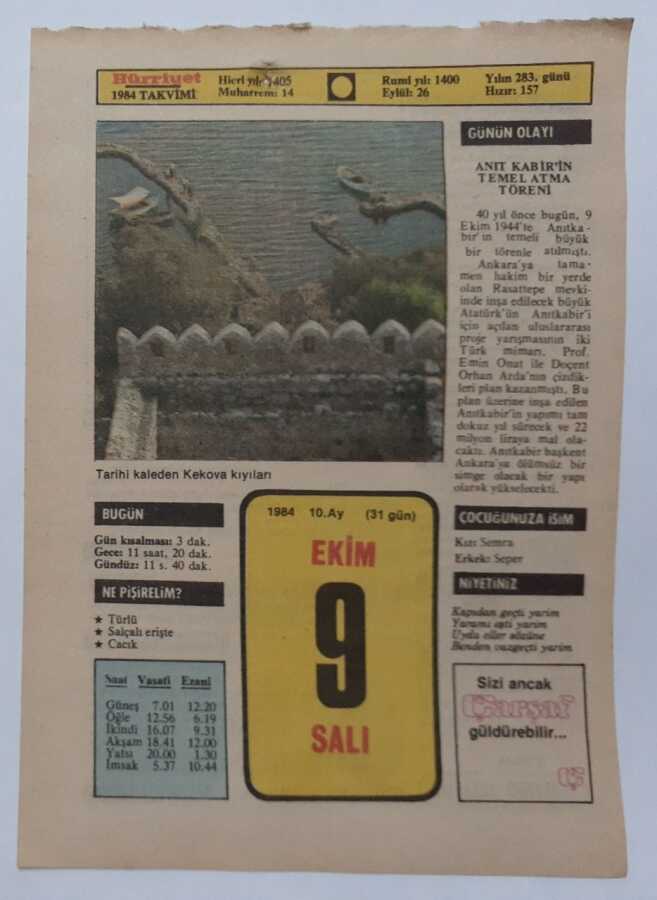 Hürriyet
1984 TAKVİMİ
Hicri yıl: 1405
Muharrem: 14
Rumi yılı: 1400
Eylül: 26
Yılın 283. günü
Hızır: 157
GÜNÜN OLAYI
ANIT KABİR'İN
TEMEL ATMA
TÖRENİ
40 yıl önce bugün, 9
Ekim 1944'te Anıtka-
bir'in temeli büyük
bir törenle atılmıştı.
Ankara'ya tama-
men hakim bir yerde
olan Rasattepe mevki-
inde inşa edilecek büyük
Atatürk'ün Anıtkabir'i
için açılan uluslararası
proje yarışmasının iki
Türk mimarı, Prof.
Emin Onat ile Doçent
Orhan Arda'nın çizdik-
leri plan kazanmıştı. Bu
plan üzerine inşa edilen
Anıtkabir'in yapımı tam
dokuz yıl sürecek ve 22
milyon liraya mal ola-
caktı. Anıtkabir başkent
Ankara'ya ölümsüz bir
simge olacak bir yapı
olarak yükselecekti.
Tarihi kaleden Kekova kıyıları
BUGÜN
Gün kısalması: 3 dak.
Gece: 11 saat, 20 dak.
Gündüz: 11 s. 40 dak.
NE PİŞİRELİM?
★ Türlü
★ Salçalı erişte
★ Cacık
Saat Vasati Ezani
Güneş 7.01 12.20
Öğle 12.56 6.19
İkindi 16.07 9.31
Akşam 18.41 12.00
Yatsı 20.00 1.30
İmsak 5.37 10.44
1984 10.Ay (31 gün)
EKİM
9
SALI
ÇOCUĞUNUZA İSİM
Kız: Semra
Erkek: Seper
NİYETİNİZ
Kapıdan geçti yarim
Yaramı eşti yarim
Uydu eller sözüne
Benden vazgeçti yarim
Sizi ancak
Çarşaf
güldürebilir...
Ç